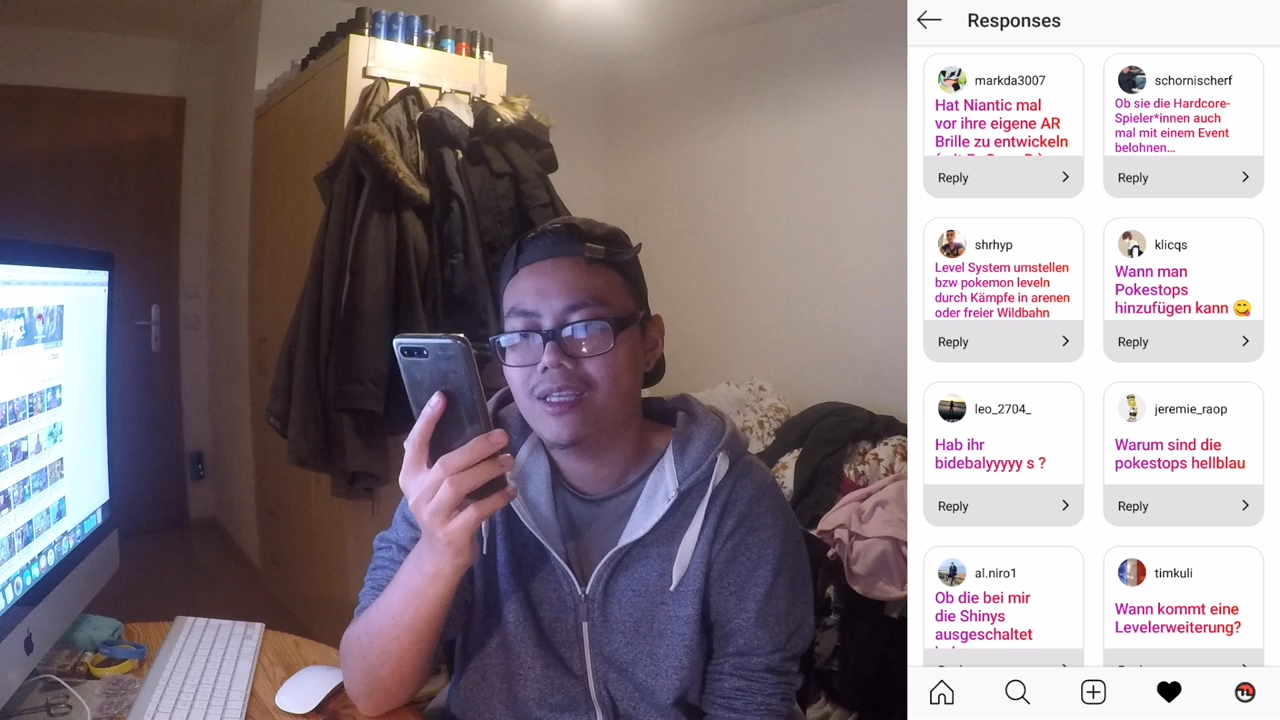 Responses
markda3007
Hat Niantic mal
vor ihre eigene AR
Brille zu entwickeln
Reply
schornischerf
Ob sie die Hardcore-
Spieler*innen auch
mal mit einem Event
belohnen...
Reply
shrhyp
Level System umstellen
bzw pokemon leveln
durch Kämpfe in arenen
oder freier Wildbahn
Reply
klicqs
Wann man
Pokestops
hinzufügen kann 😋
Reply
leo_2704_
Hab ihr
bidebalyyyyy s ?
Reply
jeremie_raop
Warum sind die
pokestops hellblau
Reply
al.niro1
Ob die bei mir
die Shinys
ausgeschaltet
timkuli
Wann kommt eine
Levelerweiterung?